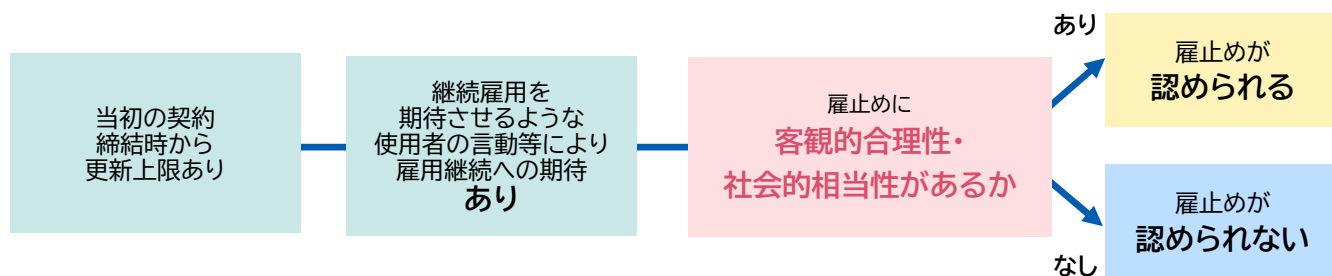 当初の契約
締結時から
更新上限あり
継続雇用を
期待させるような
使用者の言動等により
雇用継続への期待
あり
雇止めに
客観的合理性・
社会的相当性があるか
あり
雇止めが
認められる
なし
雇止めが
認められない